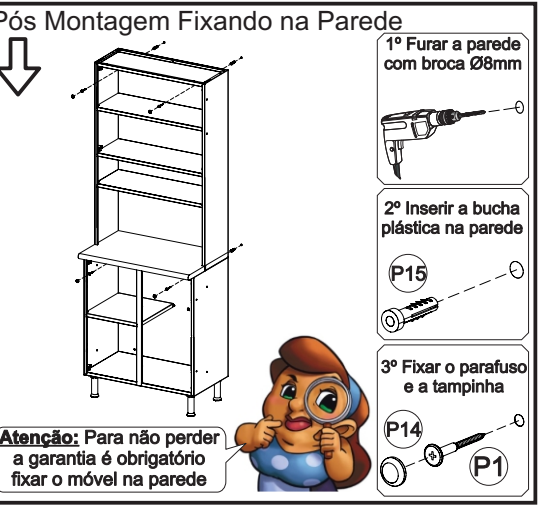 Pós Montagem Fixando na Parede
1º Furar a parede
com broca Ø8mm
2º Inserir a bucha
plástica na parede
P15
3º Fixar o parafuso
e a tampinha
P14
P1
Atenção: Para não perder
a garantia é obrigatório
fixar o móvel na parede